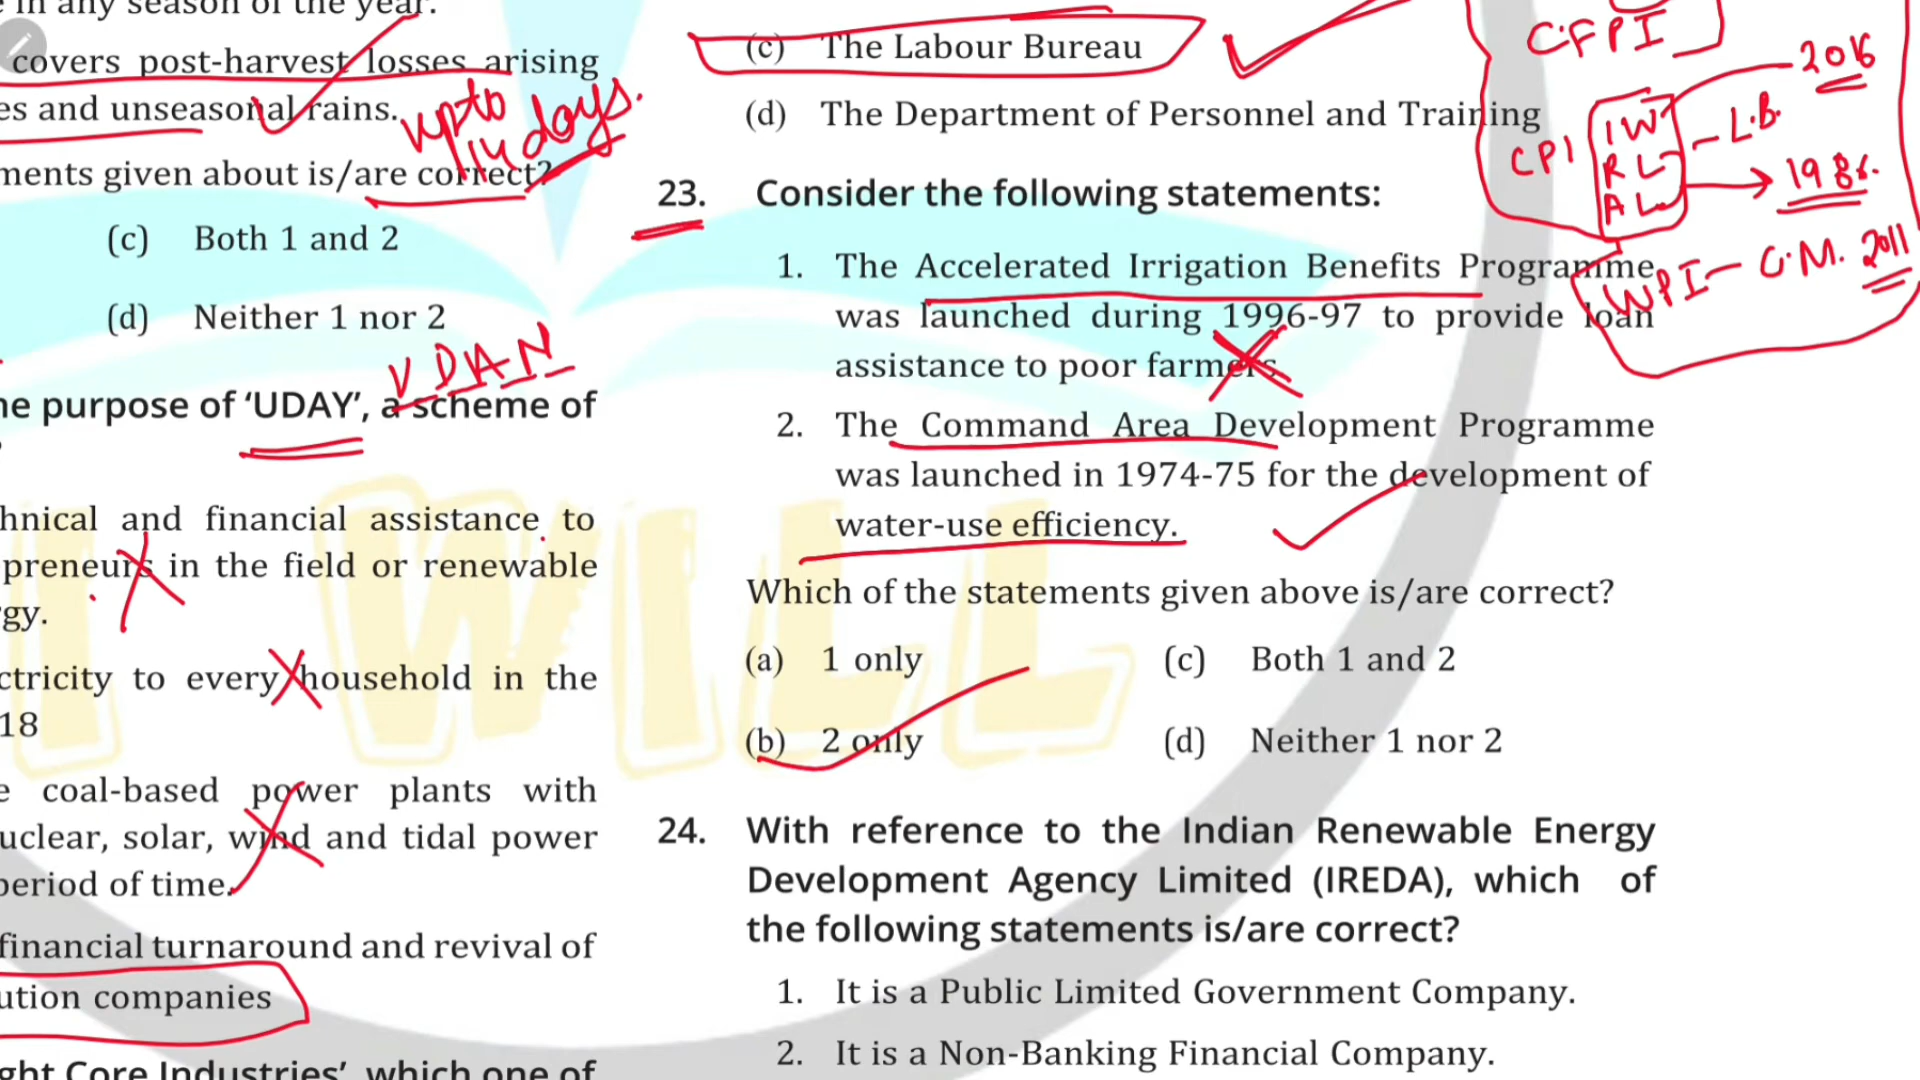 in any season of the year.
covers post-harvest losses arising
es and unseasonal rains.
upto
14 days.
ments given about is/are correct?
(c) Both 1 and 2
(d) Neither 1 nor 2
UDAN
he purpose of ‘UDAY’, a scheme of
hnical and financial assistance to
preneurs in the field or renewable
gy.
ctricity to every household in the
18
e coal-based power plants with
uclear, solar, wind and tidal power
period of time.
financial turnaround and revival of
ution companies
ght Core Industries’ which one of
(c) The Labour Bureau
(d) The Department of Personnel and Training
23. Consider the following statements:
1. The Accelerated Irrigation Benefits Programme
was launched during 1996-97 to provide loan
assistance to poor farmers.
2. The Command Area Development Programme
was launched in 1974-75 for the development of
water-use efficiency.
Which of the statements given above is/are correct?
(a) 1 only
(c) Both 1 and 2
(b) 2 only
(d) Neither 1 nor 2
24. With reference to the Indian Renewable Energy
Development Agency Limited (IREDA), which of
the following statements is/are correct?
1. It is a Public Limited Government Company.
2. It is a Non-Banking Financial Company.
CFPI
2016
CPI
IW
RL
AL
L.B.
1986.
WPI - C.M. 2011
I WILL